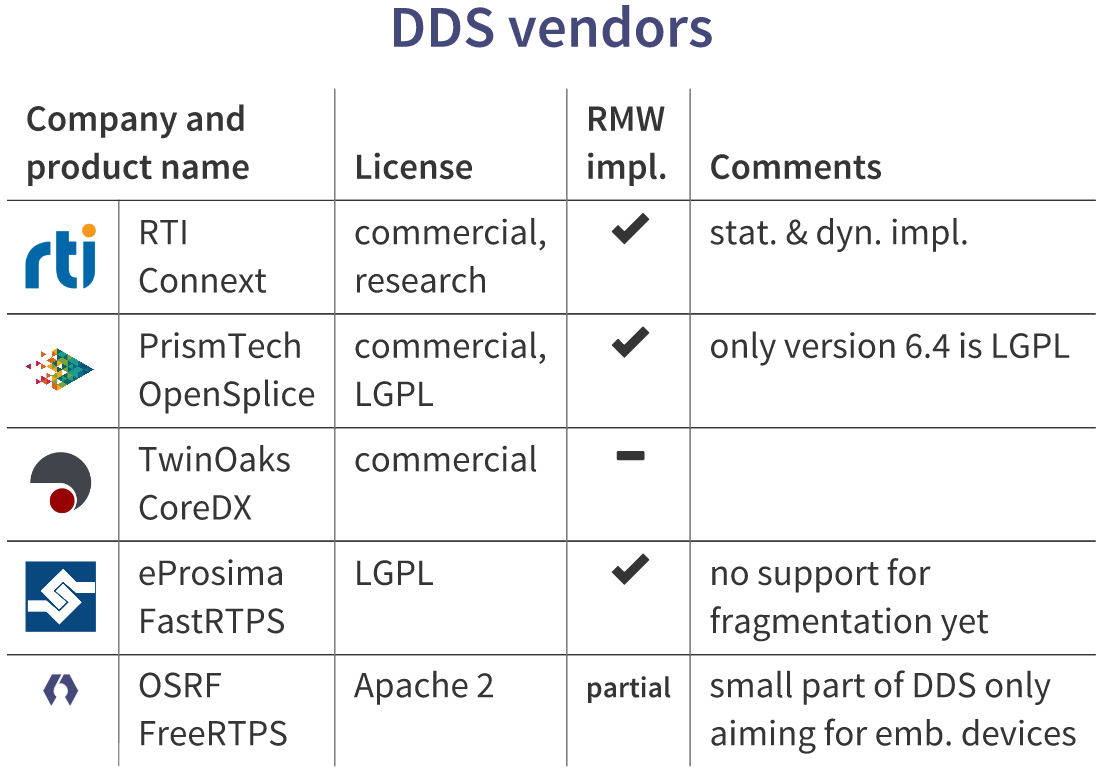 DDS vendors
Company and product name
License
RMW impl.
Comments
rti
RTI
Connext
commercial,
research
stat. & dyn. impl.
PrismTech
OpenSplice
commercial,
LGPL
only version 6.4 is LGPL
TwinOaks
CoreDX
commercial
eProsima
FastRTPS
LGPL
no support for
fragmentation yet
OSRF
FreeRTPS
Apache 2
partial
small part of DDS only
aiming for emb. devices